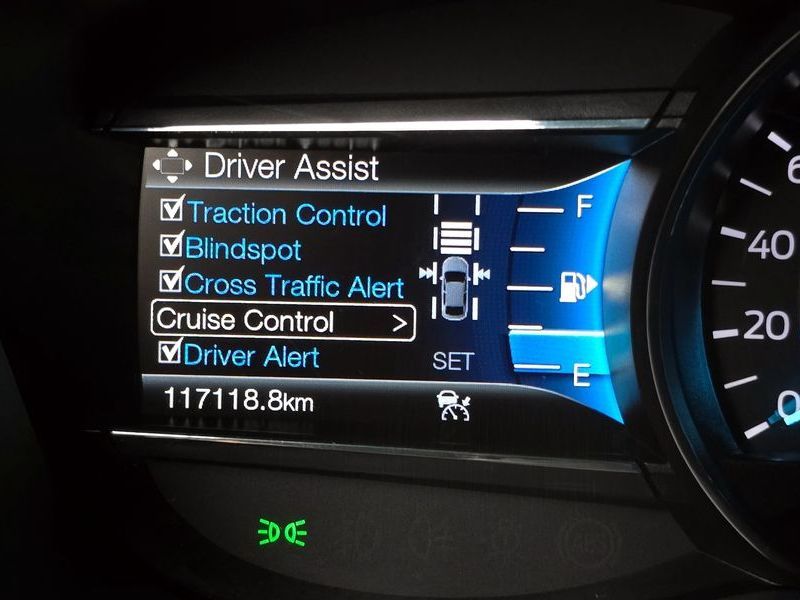 Driver Assist
Traction Control
Blindspot
Cross Traffic Alert
Cruise Control >
Driver Alert
SET
117118.8km
F
E
40
20
0